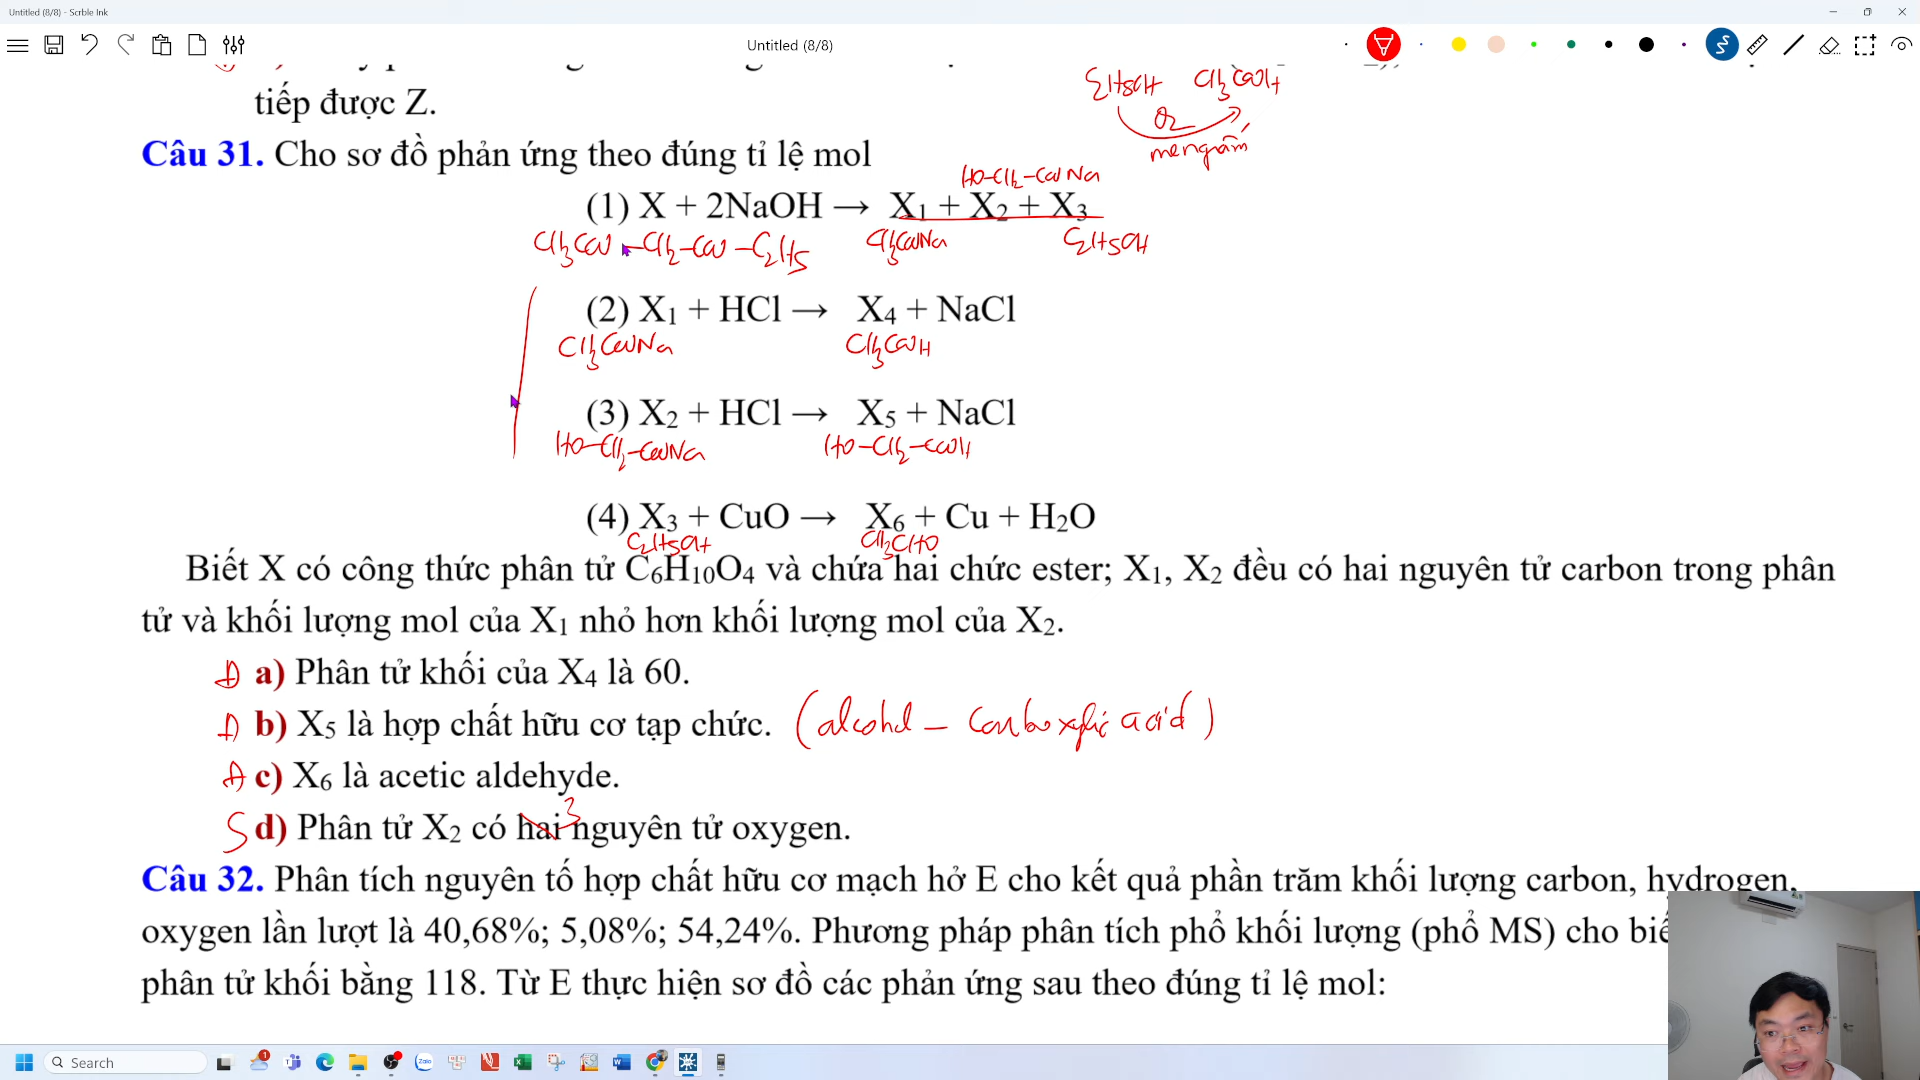 Untitled (8/8) - Scrble Ink
Untitled (8/8)
tiếp được Z.
C2H5OH CH3COOH
O2
men giấm
Câu 31. Cho sơ đồ phản ứng theo đúng tỉ lệ mol
HO-CH2-COONa
(1) X + 2NaOH → X1 + X2 + X3
CH3COO-CH2-COO-C2H5 CH3COONa C2H5OH
(2) X1 + HCl → X4 + NaCl
CH3COONa CH3COOH
(3) X2 + HCl → X5 + NaCl
HO-CH2-COONa HO-CH2-COOH
(4) X3 + CuO → X6 + Cu + H2O
C2H5OH CH3CHO
Biết X có công thức phân tử C6H10O4 và chứa hai chức ester; X1, X2 đều có hai nguyên tử carbon trong phân
tử và khối lượng mol của X1 nhỏ hơn khối lượng mol của X2.
Đ a) Phân tử khối của X4 là 60.
Đ b) X5 là hợp chất hữu cơ tạp chức. (alcohol - carboxylic acid)
Đ c) X6 là acetic aldehyde.
3
S d) Phân tử X2 có hai nguyên tử oxygen.
Câu 32. Phân tích nguyên tố hợp chất hữu cơ mạch hở E cho kết quả phần trăm khối lượng carbon, hydrogen,
oxygen lần lượt là 40,68%; 5,08%; 54,24%. Phương pháp phân tích phổ khối lượng (phổ MS) cho
phân tử khối bằng 118. Từ E thực hiện sơ đồ các phản ứng sau theo đúng tỉ lệ mol:
Search